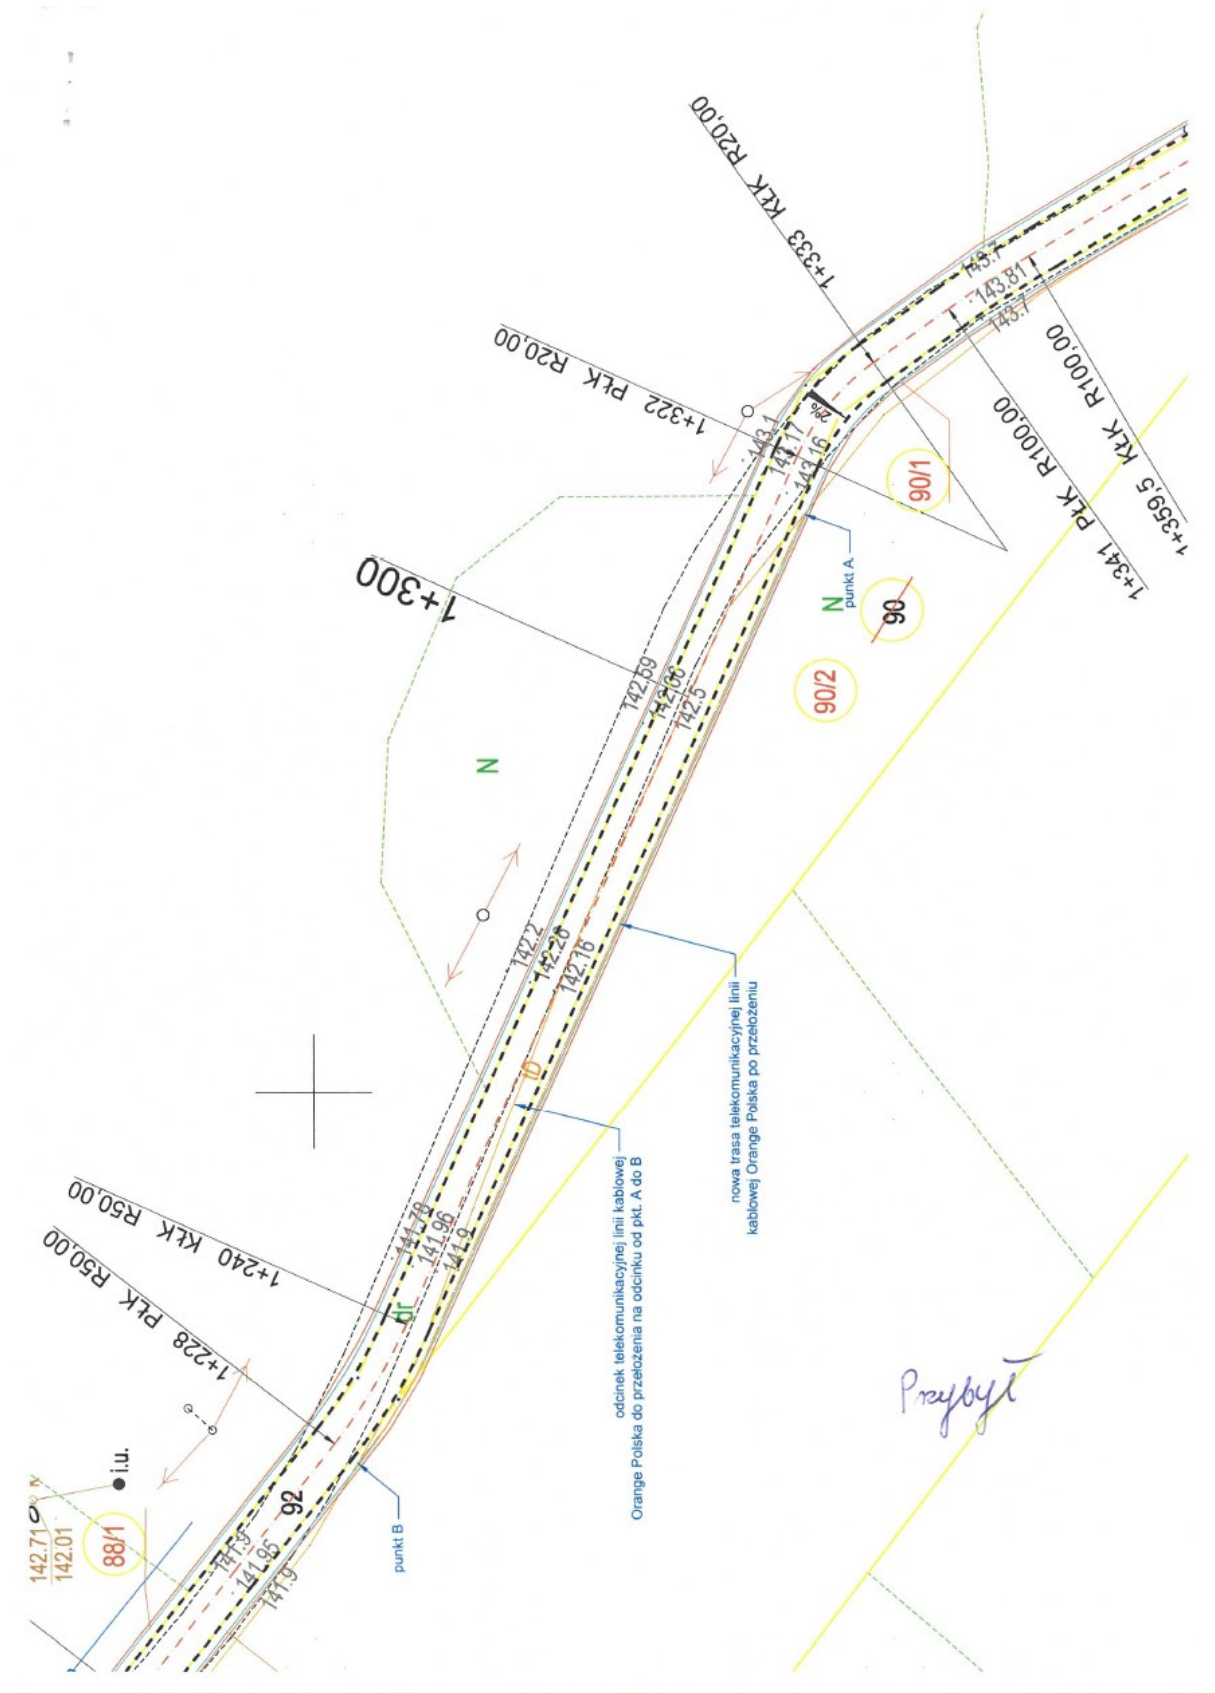 1+333 KŁK R20,00
1+322 PŁK R20,00
1+300
143.7
143.81
143.7
143.1
143.17
143.16
2%
90/1
1+341 PŁK R100,00
1+359,5 KŁK R100,00
N
punkt A
90
90/2
142.59
142.5
N
142.2
142.26
142.16
nowa trasa telekomunikacyjnej linii
kablowej Orange Polska po przełożeniu
tD
odcinek telekomunikacyjnej linii kablowej
Orange Polska do przełożenia na odcinku od pkt. A do B
1+240 KŁK R50,00
1+228 PŁK R50,00
141.78
141.96
141.9
dr
Przybył
i.u.
142.71
142.01
88/1
92
punkt B
141.9
141.95
141.9